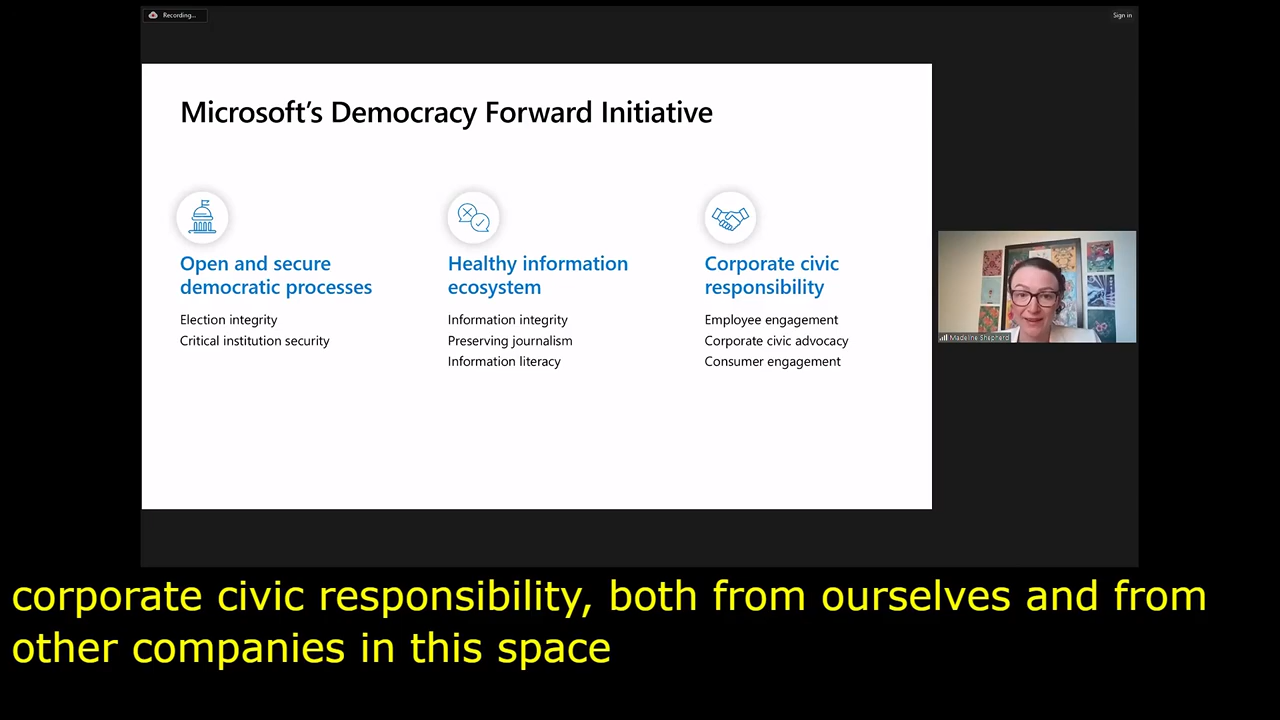 Recording...
Sign in
Microsoft's Democracy Forward Initiative
Open and secure
democratic processes
Election integrity
Critical institution security
Healthy information
ecosystem
Information integrity
Preserving journalism
Information literacy
Corporate civic
responsibility
Employee engagement
Corporate civic advocacy
Consumer engagement
Madeline Shepherd
corporate civic responsibility, both from ourselves and from
other companies in this space